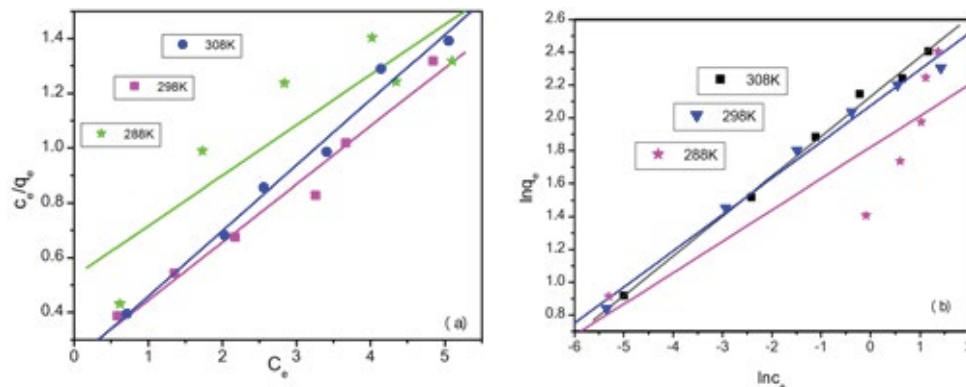 1.4
1.2
1.0
0.8
0.6
0.4
0 1 2 3 4 5
308K
298K
288K
c_e/q_e
C_e
( a )
2.6
2.4
2.2
2.0
1.8
1.6
1.4
1.2
1.0
0.8
-6 -5 -4 -3 -2 -1 0 1 2
308K
298K
288K
lnq_e
lnc_e
( b )